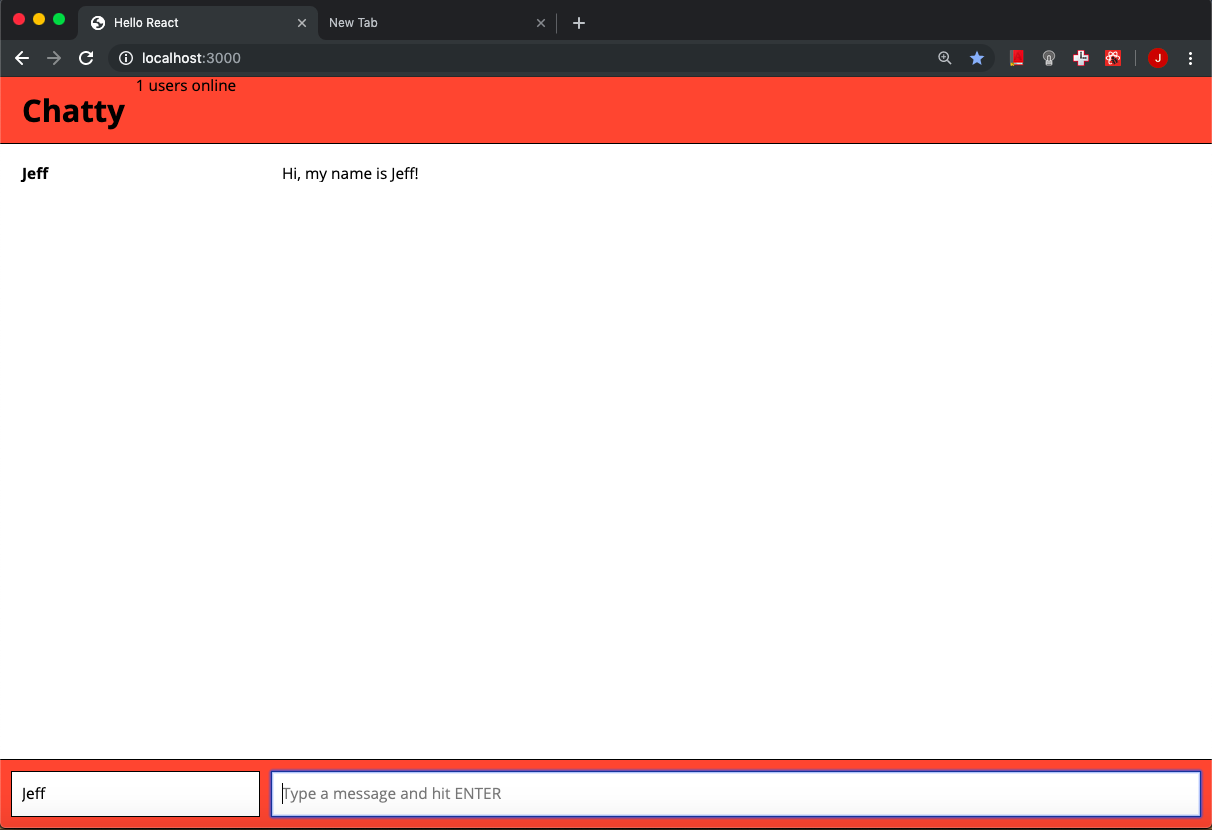 Hello React
New Tab
localhost:3000
J
1 users online
Chatty
Jeff
Hi, my name is Jeff!
Jeff
Type a message and hit ENTER